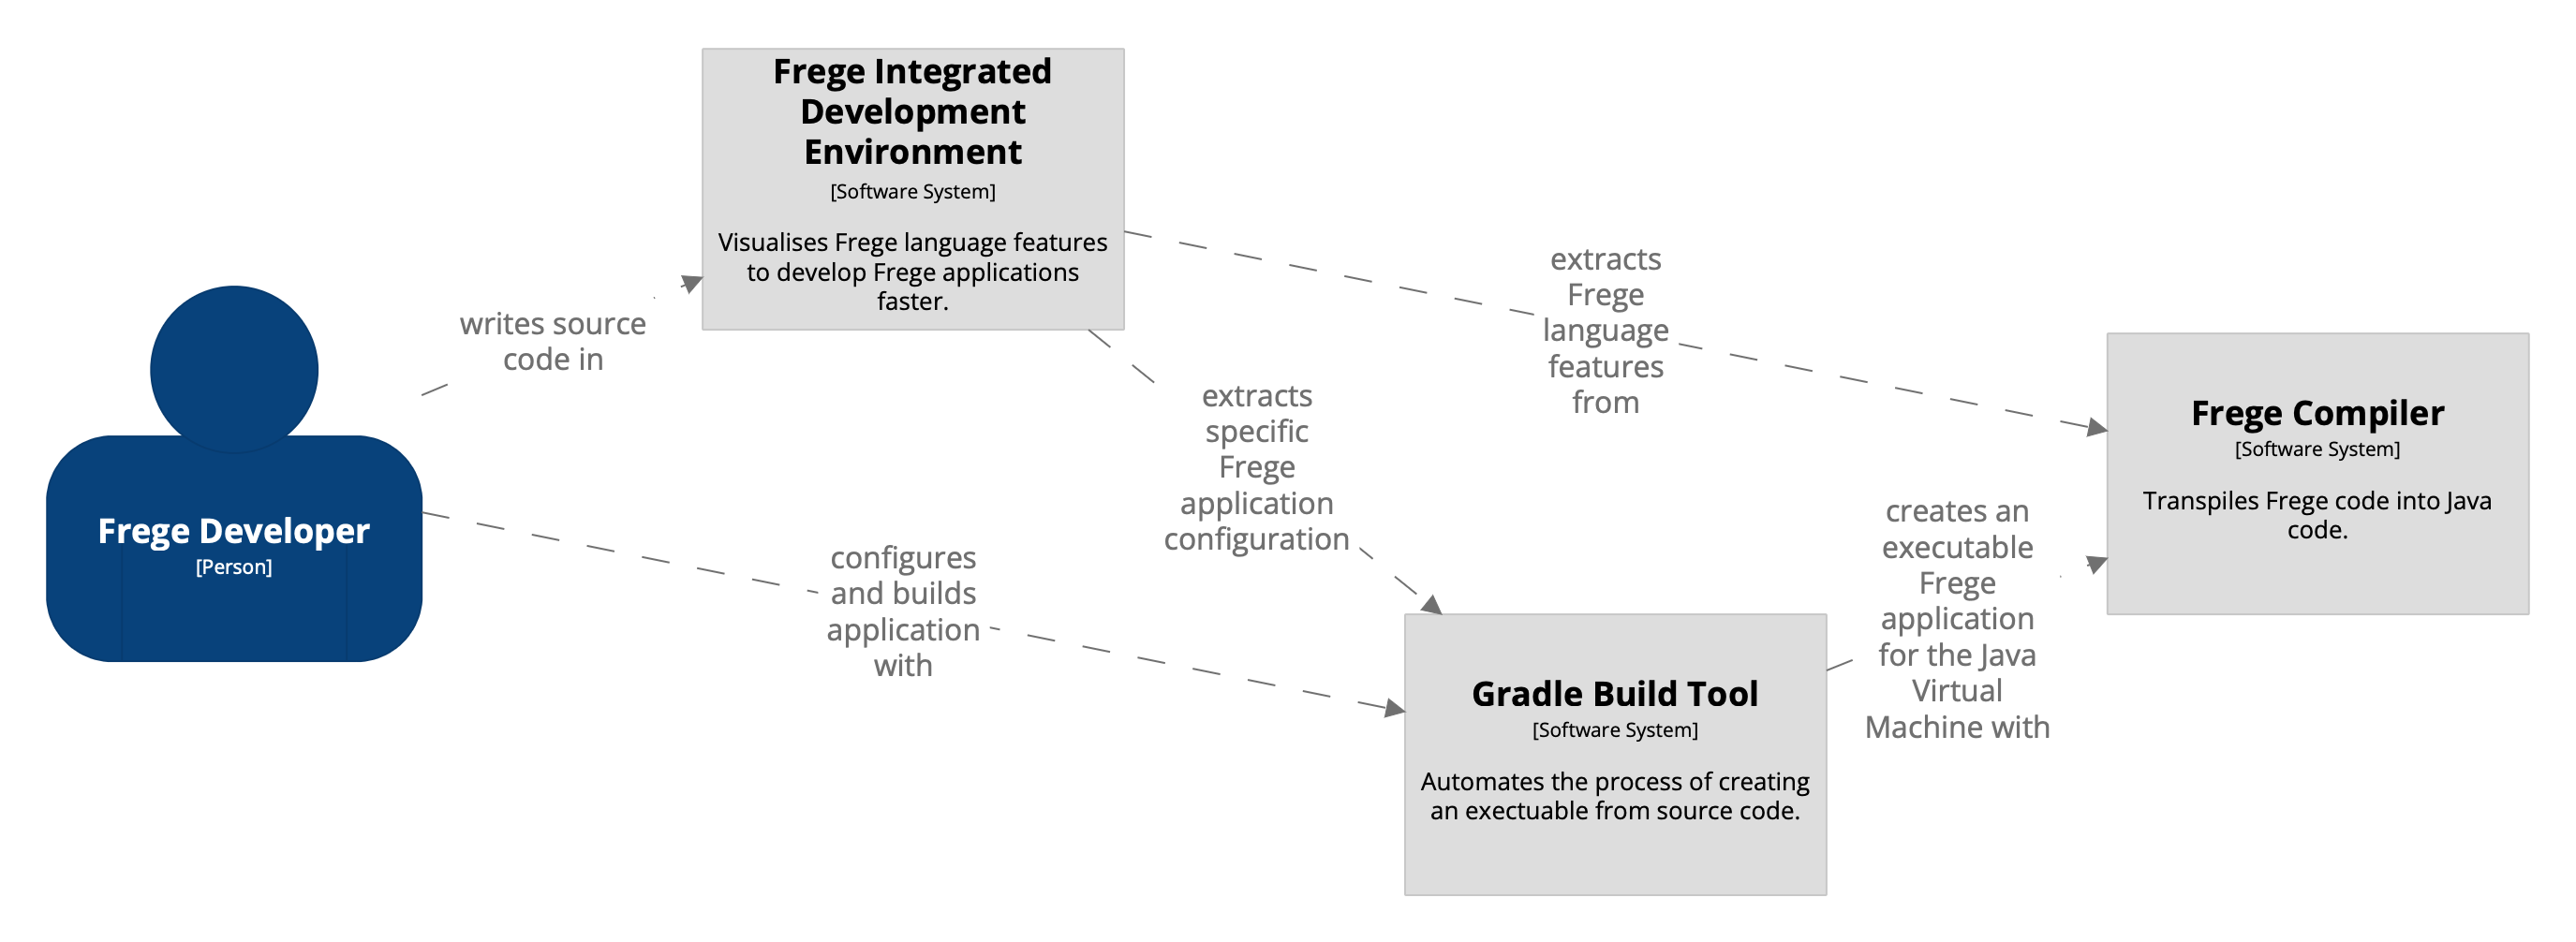 Frege Integrated
Development
Environment
[Software System]
Visualises Frege language features
to develop Frege applications
faster.
writes source
code in
extracts
Frege
language
features
from
Frege Developer
[Person]
extracts
specific
Frege
application
configuration
configures
and builds
application
with
Frege Compiler
[Software System]
Transpiles Frege code into Java
code.
creates an
executable
Frege
application
for the Java
Virtual
Machine with
Gradle Build Tool
[Software System]
Automates the process of creating
an exectuable from source code.